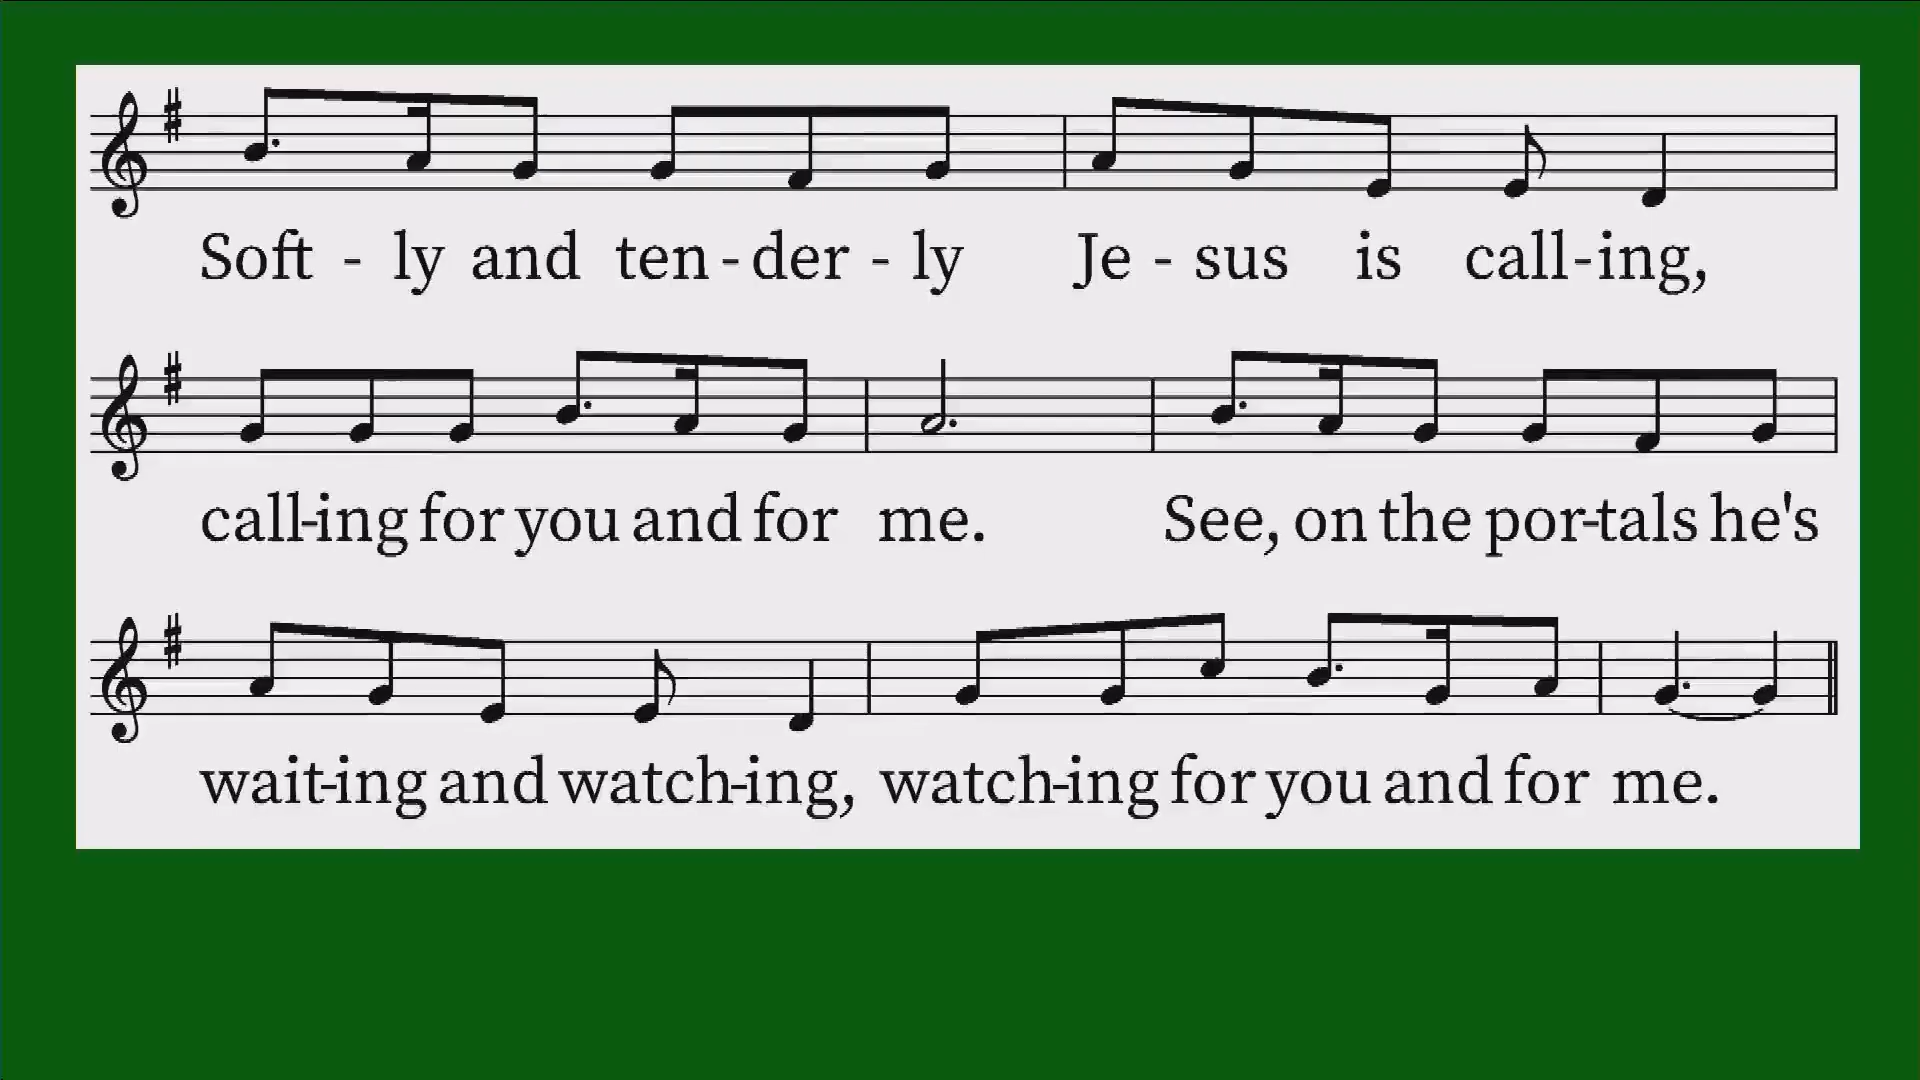 Soft - ly and ten - der - ly Je - sus is call - ing,
call-ing for you and for me. See, on the por-tals he's
wait-ing and watch-ing, watch-ing for you and for me.